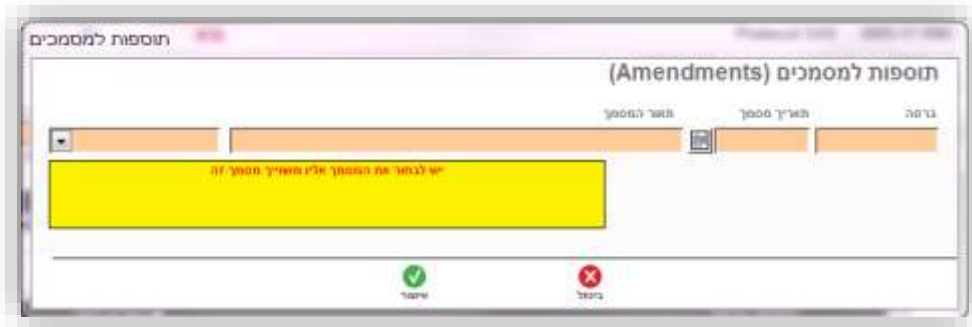 תוספות למסמכים
תוספות למסמכים (Amendments)
גרסה תאריך מסמך תאור המסמך
יש לבחור את המסמך אליו משוייך מסמך זה
ביטול אישור